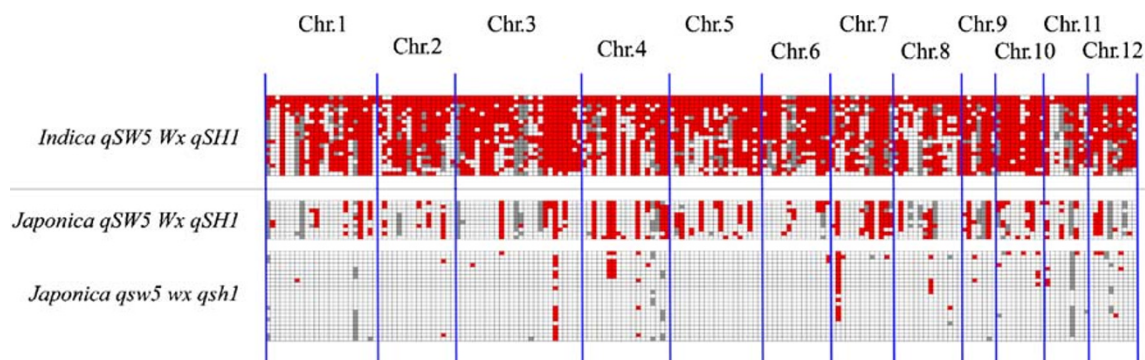 Chr.1 Chr.3 Chr.5 Chr.7 Chr.9 Chr.11
Chr.2 Chr.4 Chr.6 Chr.8 Chr.10 Chr.12
Indica qSW5 Wx qSH1
Japonica qSW5 Wx qSH1
Japonica qsw5 wx qsh1